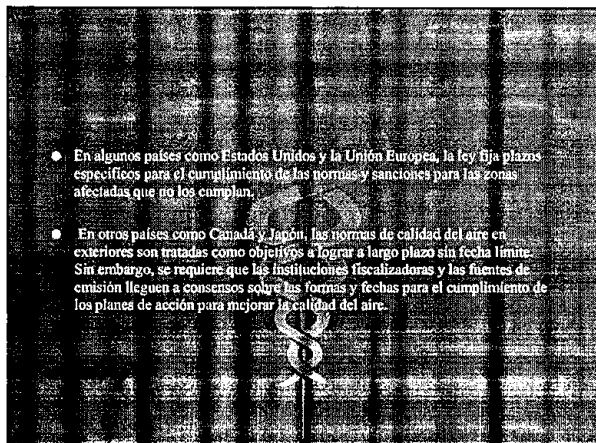 ● En algunos países como Estados Unidos y la Unión Europea, la ley fija plazos
específicos para el cumplimiento de las normas y sanciones para las zonas
afectadas que no los cumplan.
● En otros países como Canadá y Japón, las normas de calidad del aire en
exteriores son tratadas como objetivos a lograr a largo plazo sin fecha límite.
Sin embargo, se requiere que las instituciones fiscalizadoras y las fuentes de
emisión lleguen a consensos sobre las formas y fechas para el cumplimiento de
los planes de acción para mejorar la calidad del aire.